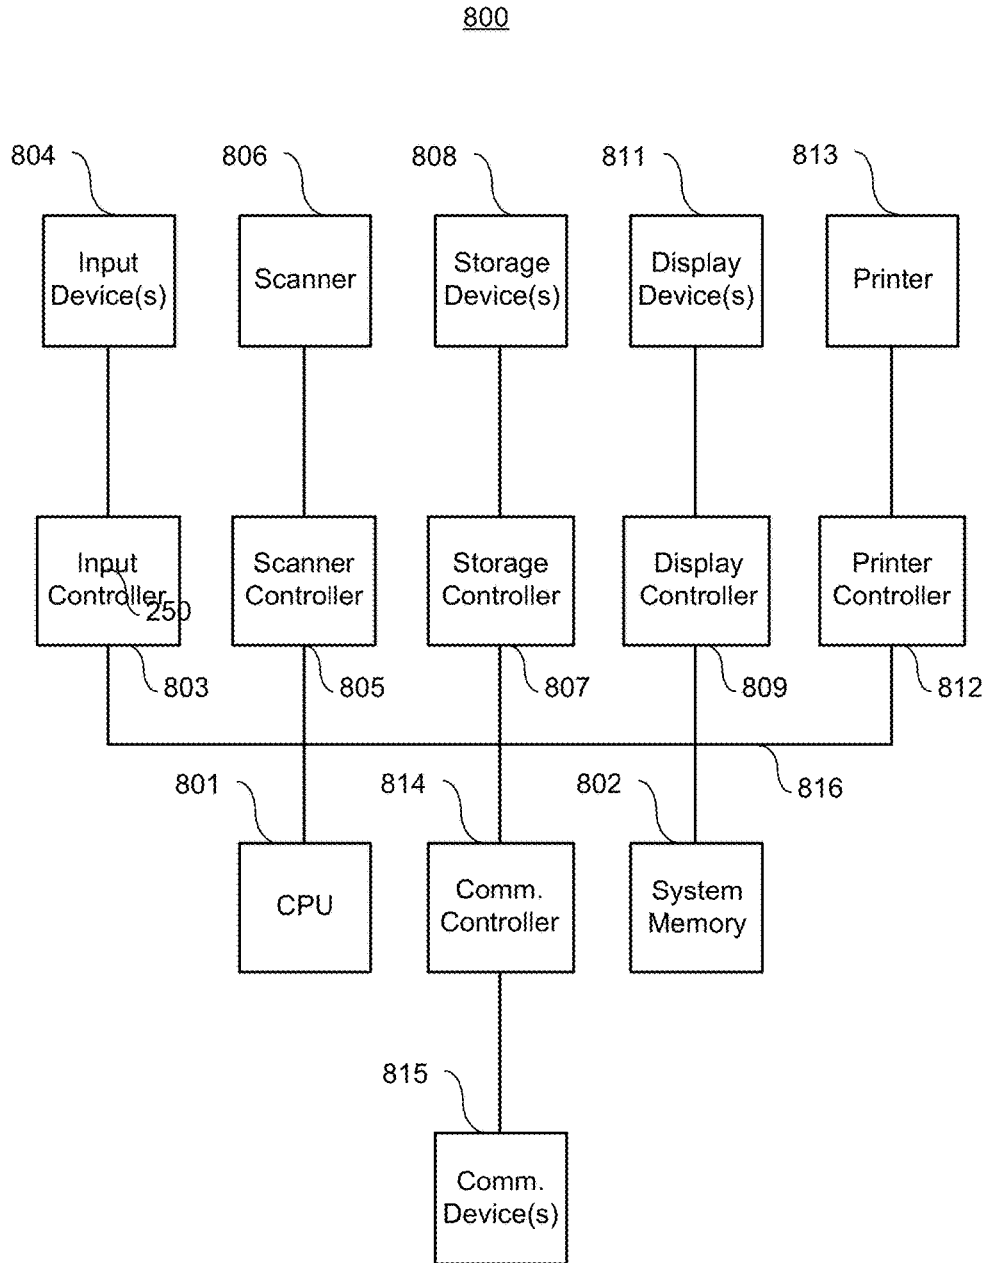 800
804
806
808
811
813
Input
Device(s)
Scanner
Storage
Device(s)
Display
Device(s)
Printer
Input
Controller
250
Scanner
Controller
Storage
Controller
Display
Controller
Printer
Controller
803
805
807
809
812
816
801
814
802
CPU
Comm.
Controller
System
Memory
815
Comm.
Device(s)